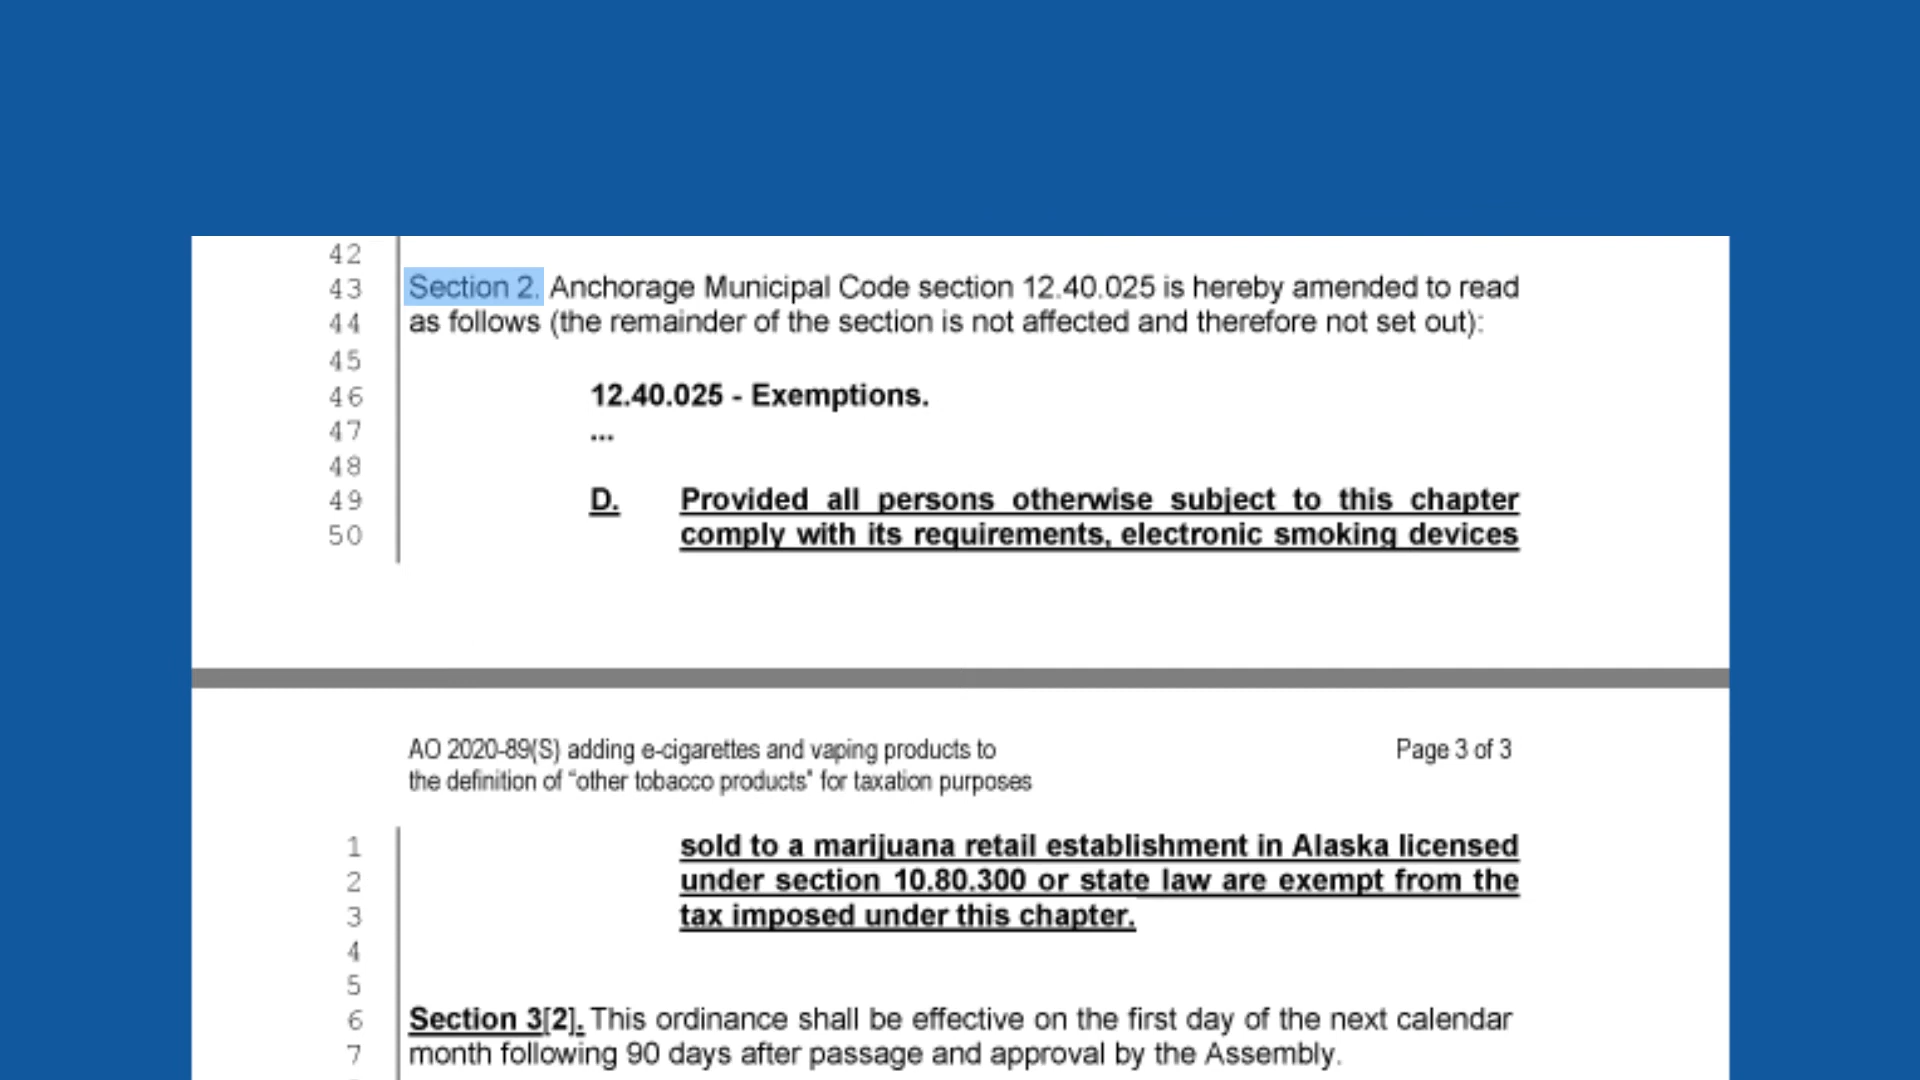 42
43 Section 2. Anchorage Municipal Code section 12.40.025 is hereby amended to read
44 as follows (the remainder of the section is not affected and therefore not set out):
45
46 12.40.025 - Exemptions.
47 ...
48
49 D. Provided all persons otherwise subject to this chapter
50 comply with its requirements, electronic smoking devices
AO 2020-89(S) adding e-cigarettes and vaping products to Page 3 of 3
the definition of "other tobacco products" for taxation purposes
1 sold to a marijuana retail establishment in Alaska licensed
2 under section 10.80.300 or state law are exempt from the
3 tax imposed under this chapter.
4
5
6 Section 3[2]. This ordinance shall be effective on the first day of the next calendar
7 month following 90 days after passage and approval by the Assembly.